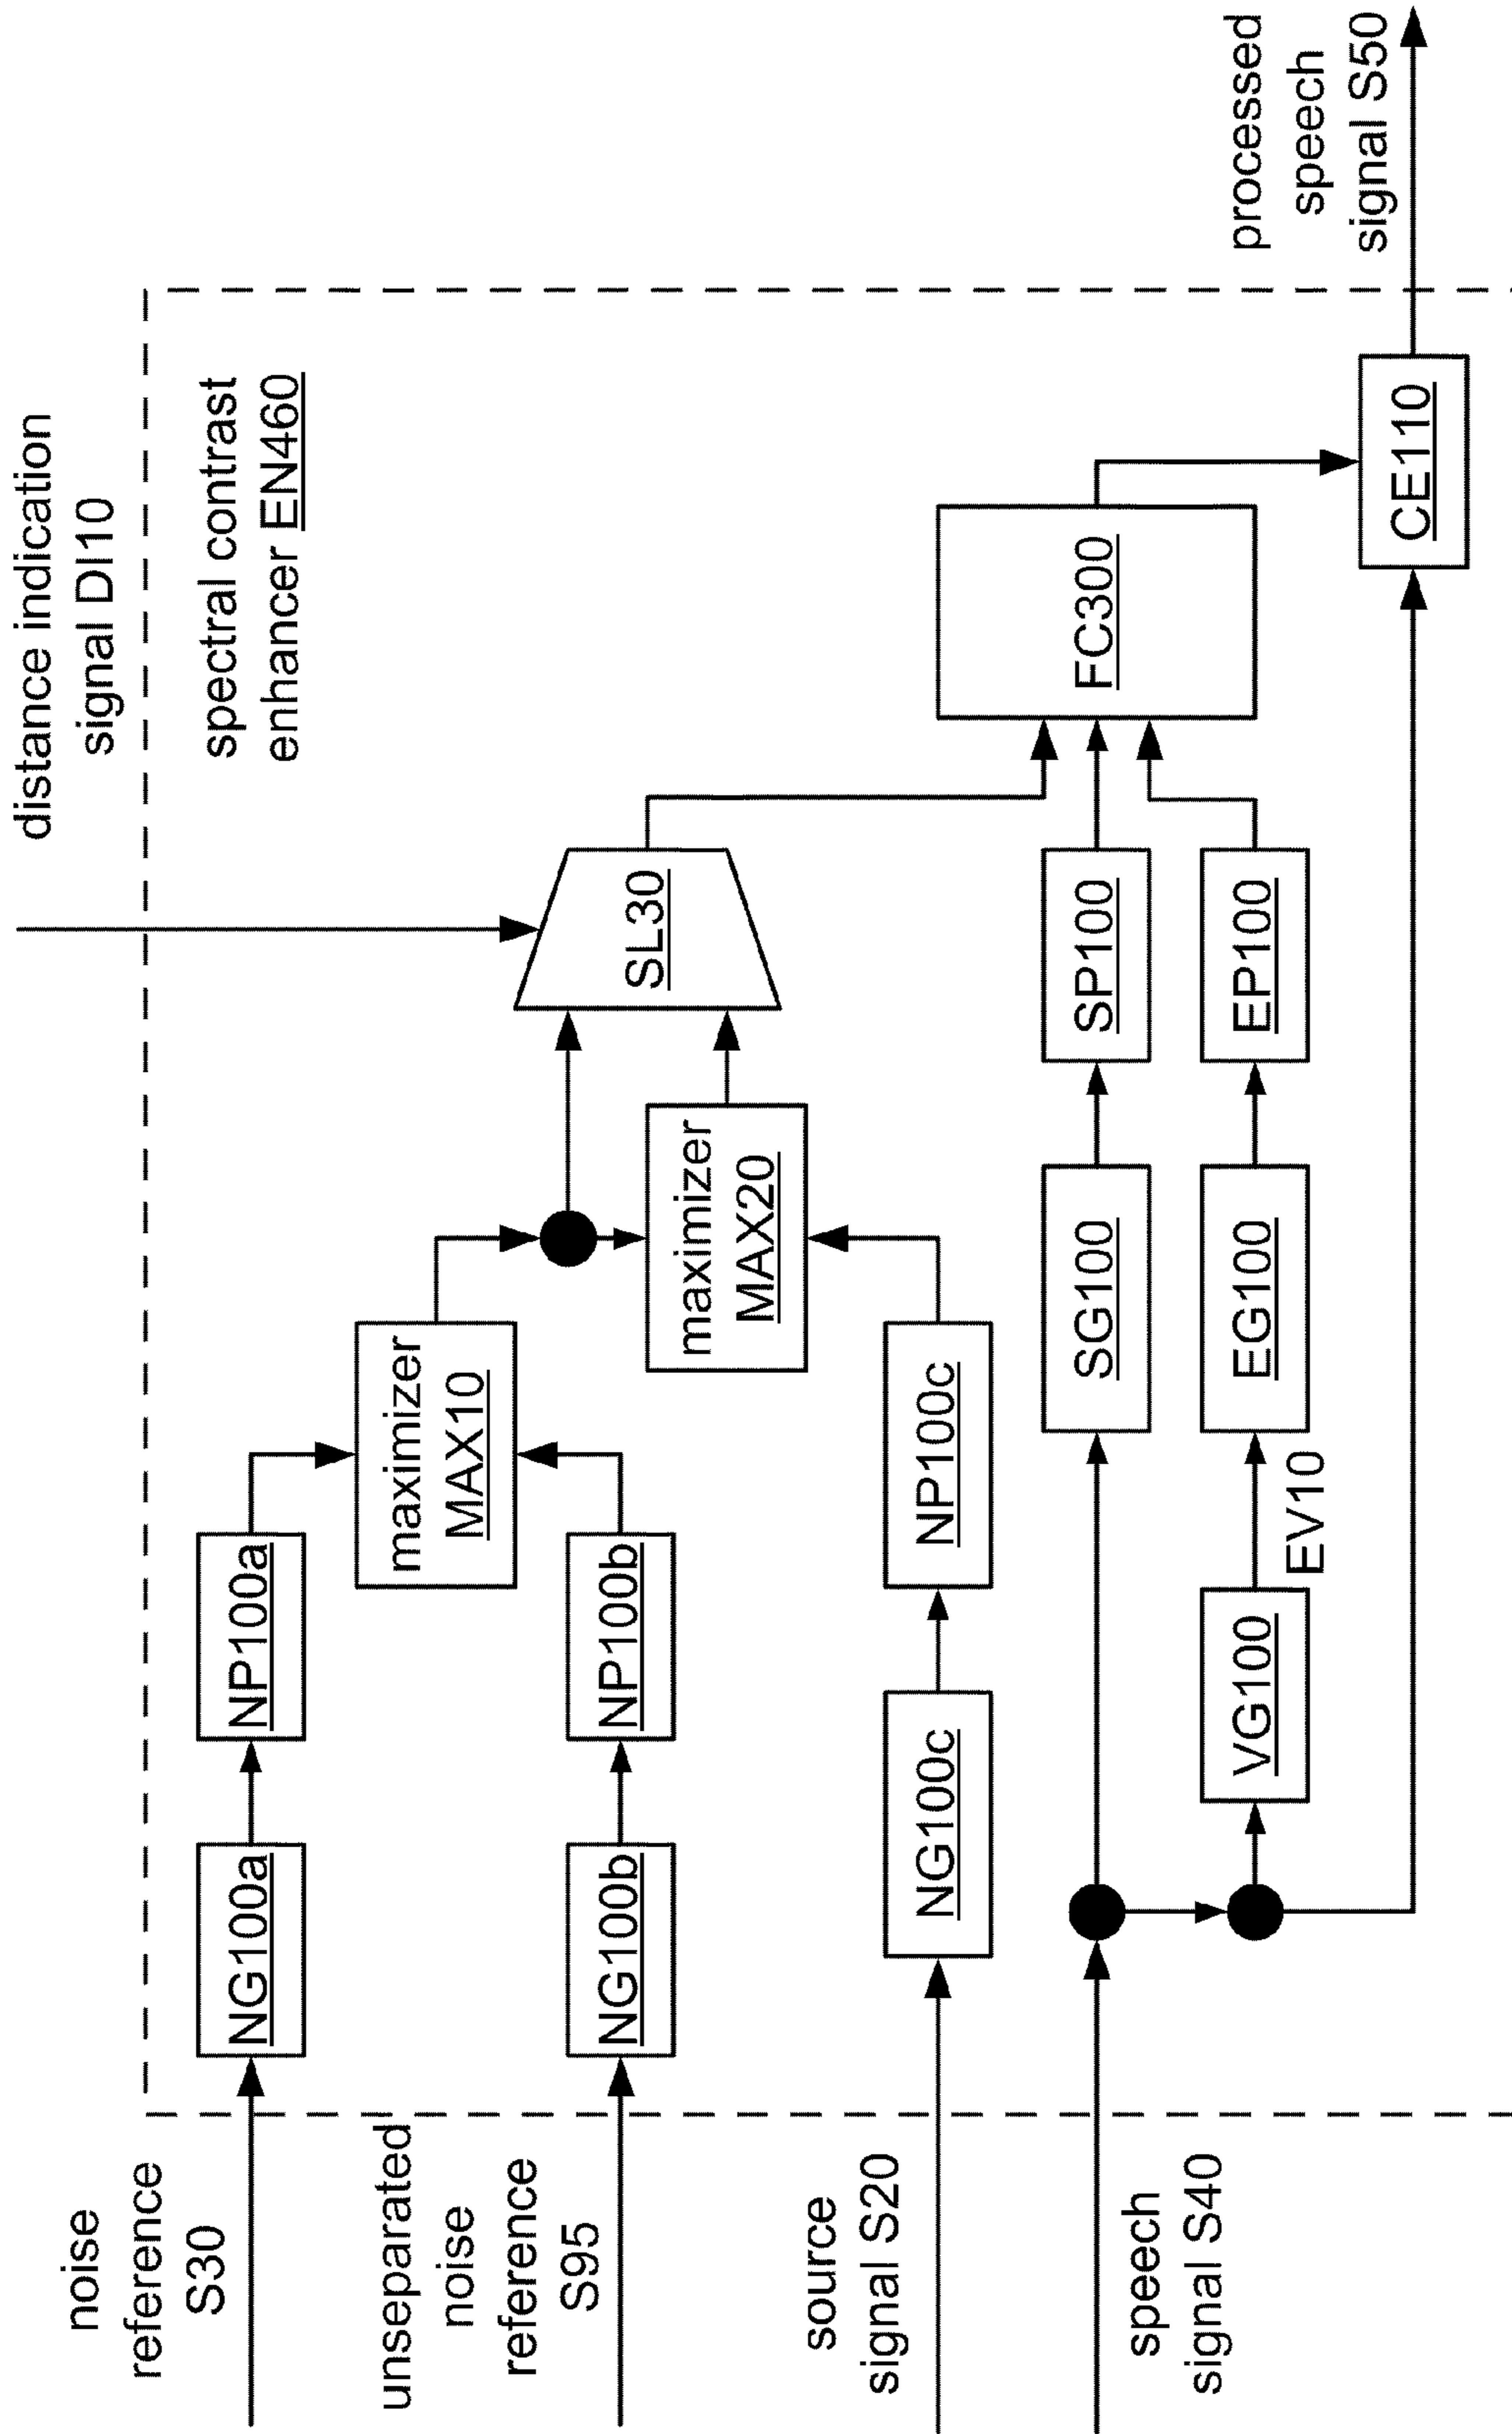 distance indication
signal DI10
spectral contrast
enhancer EN460
noise
reference
S30
NG100a
NP100a
maximizer
MAX10
unseparated
noise
reference
S95
NG100b
NP100b
maximizer
MAX20
SL30
source
signal S20
NG100c
NP100c
speech
signal S40
SG100
SP100
FC300
VG100
EV10
EG100
EP100
CE110
processed
speech
signal S50